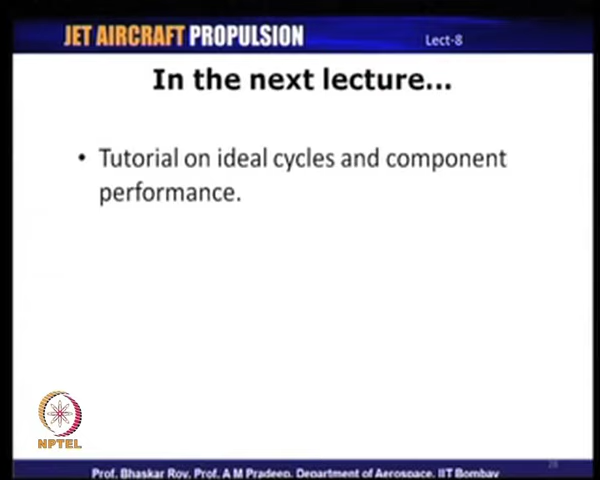 JET AIRCRAFT PROPULSION
Lect-8
In the next lecture...
• Tutorial on ideal cycles and component
performance.
NPTEL
28
Prof. Bhaskar Roy, Prof. A M Pradeep, Department of Aerospace, IIT Bombay